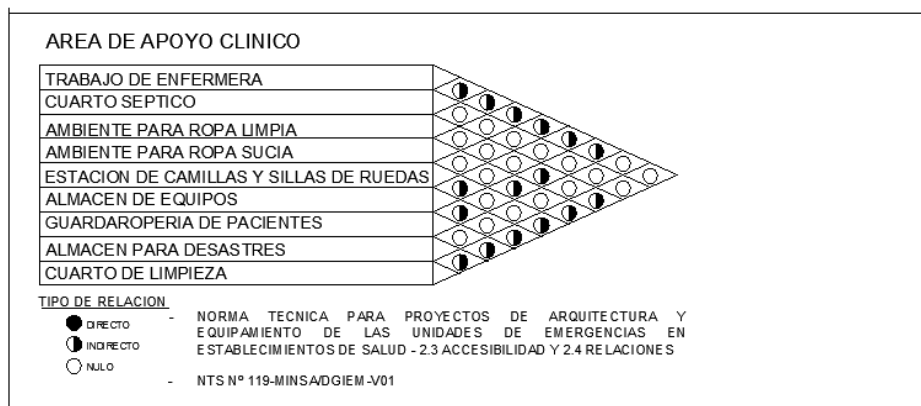 AREA DE APOYO CLINICO
TRABAJO DE ENFERMERA
CUARTO SEPTICO
AMBIENTE PARA ROPA LIMPIA
AMBIENTE PARA ROPA SUCIA
ESTACION DE CAMILLAS Y SILLAS DE RUEDAS
ALMACEN DE EQUIPOS
GUARDAROPERIA DE PACIENTES
ALMACEN PARA DESASTRES
CUARTO DE LIMPIEZA
TIPO DE RELACION
DIRECTO
INDIRECTO
NULO
- NORMA TECNICA PARA PROYECTOS DE ARQUITECTURA Y
EQUIPAMIENTO DE LAS UNIDADES DE EMERGENCIAS EN
ESTABLECIMIENTOS DE SALUD - 2.3 ACCESIBILIDAD Y 2.4 RELACIONES
- NTS Nº 119-MINSA/DGIEM-V01